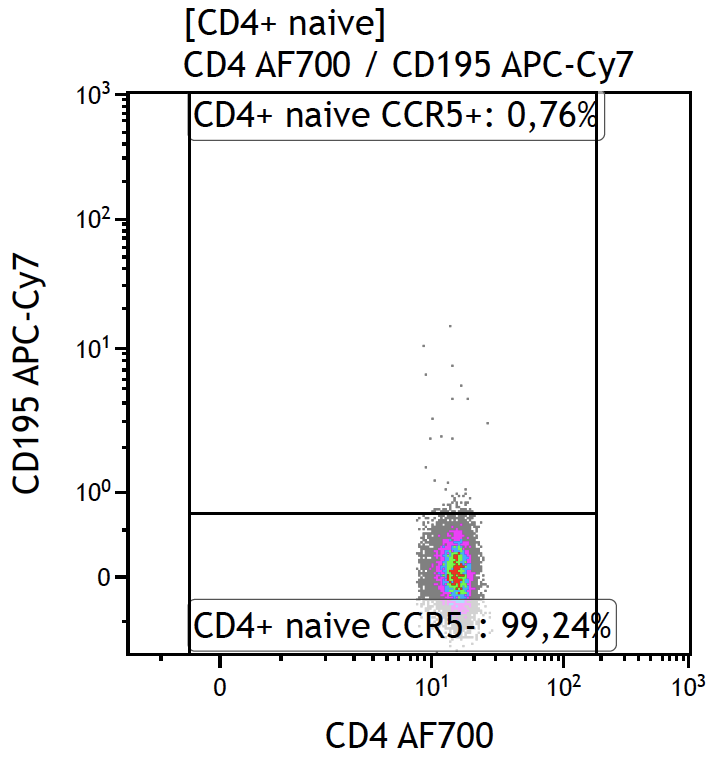 [CD4+ naive]
CD4 AF700 / CD195 APC-Cy7
CD4+ naive CCR5+: 0,76%
10³
10²
10¹
10⁰
0
CD195 APC-Cy7
CD4+ naive CCR5-: 99,24%
0
10¹
10²
10³
CD4 AF700